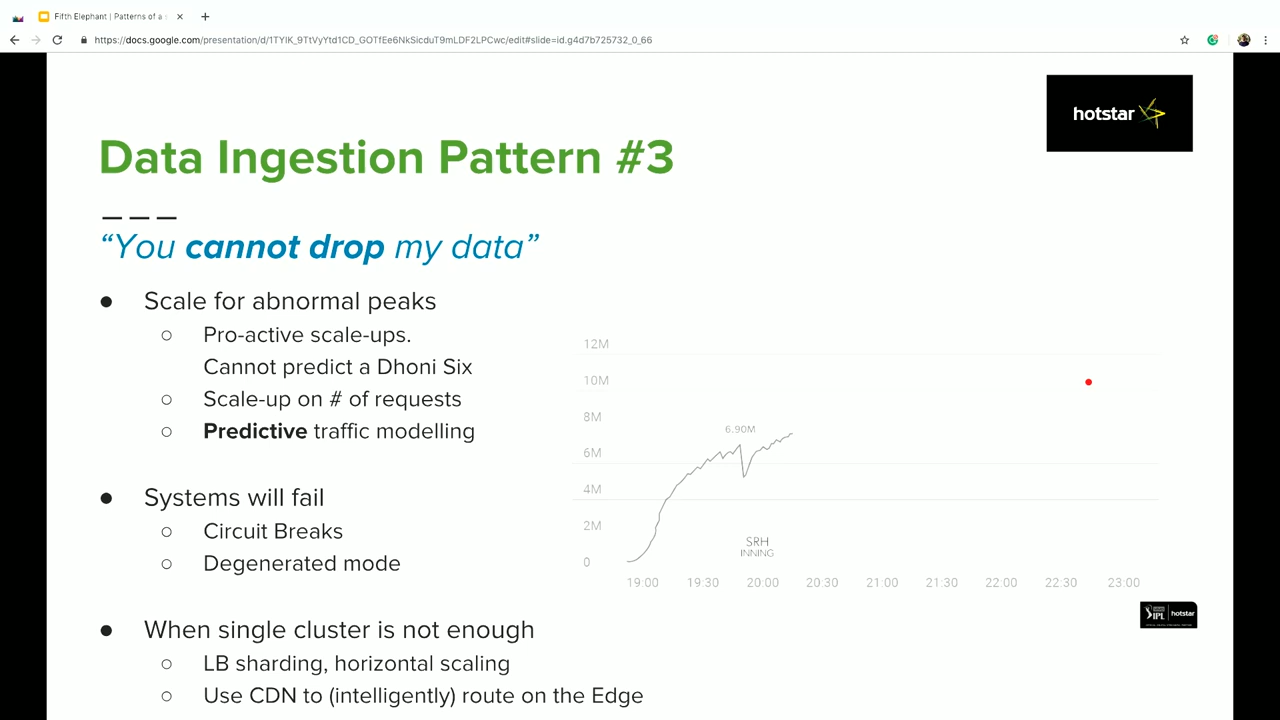 Fifth Elephant | Patterns of a s
https://docs.google.com/presentation/d/1TYIK_9TtVyYtd1CD_GOTfEe6NkSicduT9mLDF2LPCwc/edit#slide=id.g4d7b725732_0_66
hotstar
Data Ingestion Pattern #3
“You cannot drop my data”
● Scale for abnormal peaks
○ Pro-active scale-ups.
Cannot predict a Dhoni Six
○ Scale-up on # of requests
○ Predictive traffic modelling
● Systems will fail
○ Circuit Breaks
○ Degenerated mode
● When single cluster is not enough
○ LB sharding, horizontal scaling
○ Use CDN to (intelligently) route on the Edge
12M
10M
8M
6M
4M
2M
0
6.90M
SRH
INNING
19:00 19:30 20:00 20:30 21:00 21:30 22:00 22:30 23:00
IPL hotstar